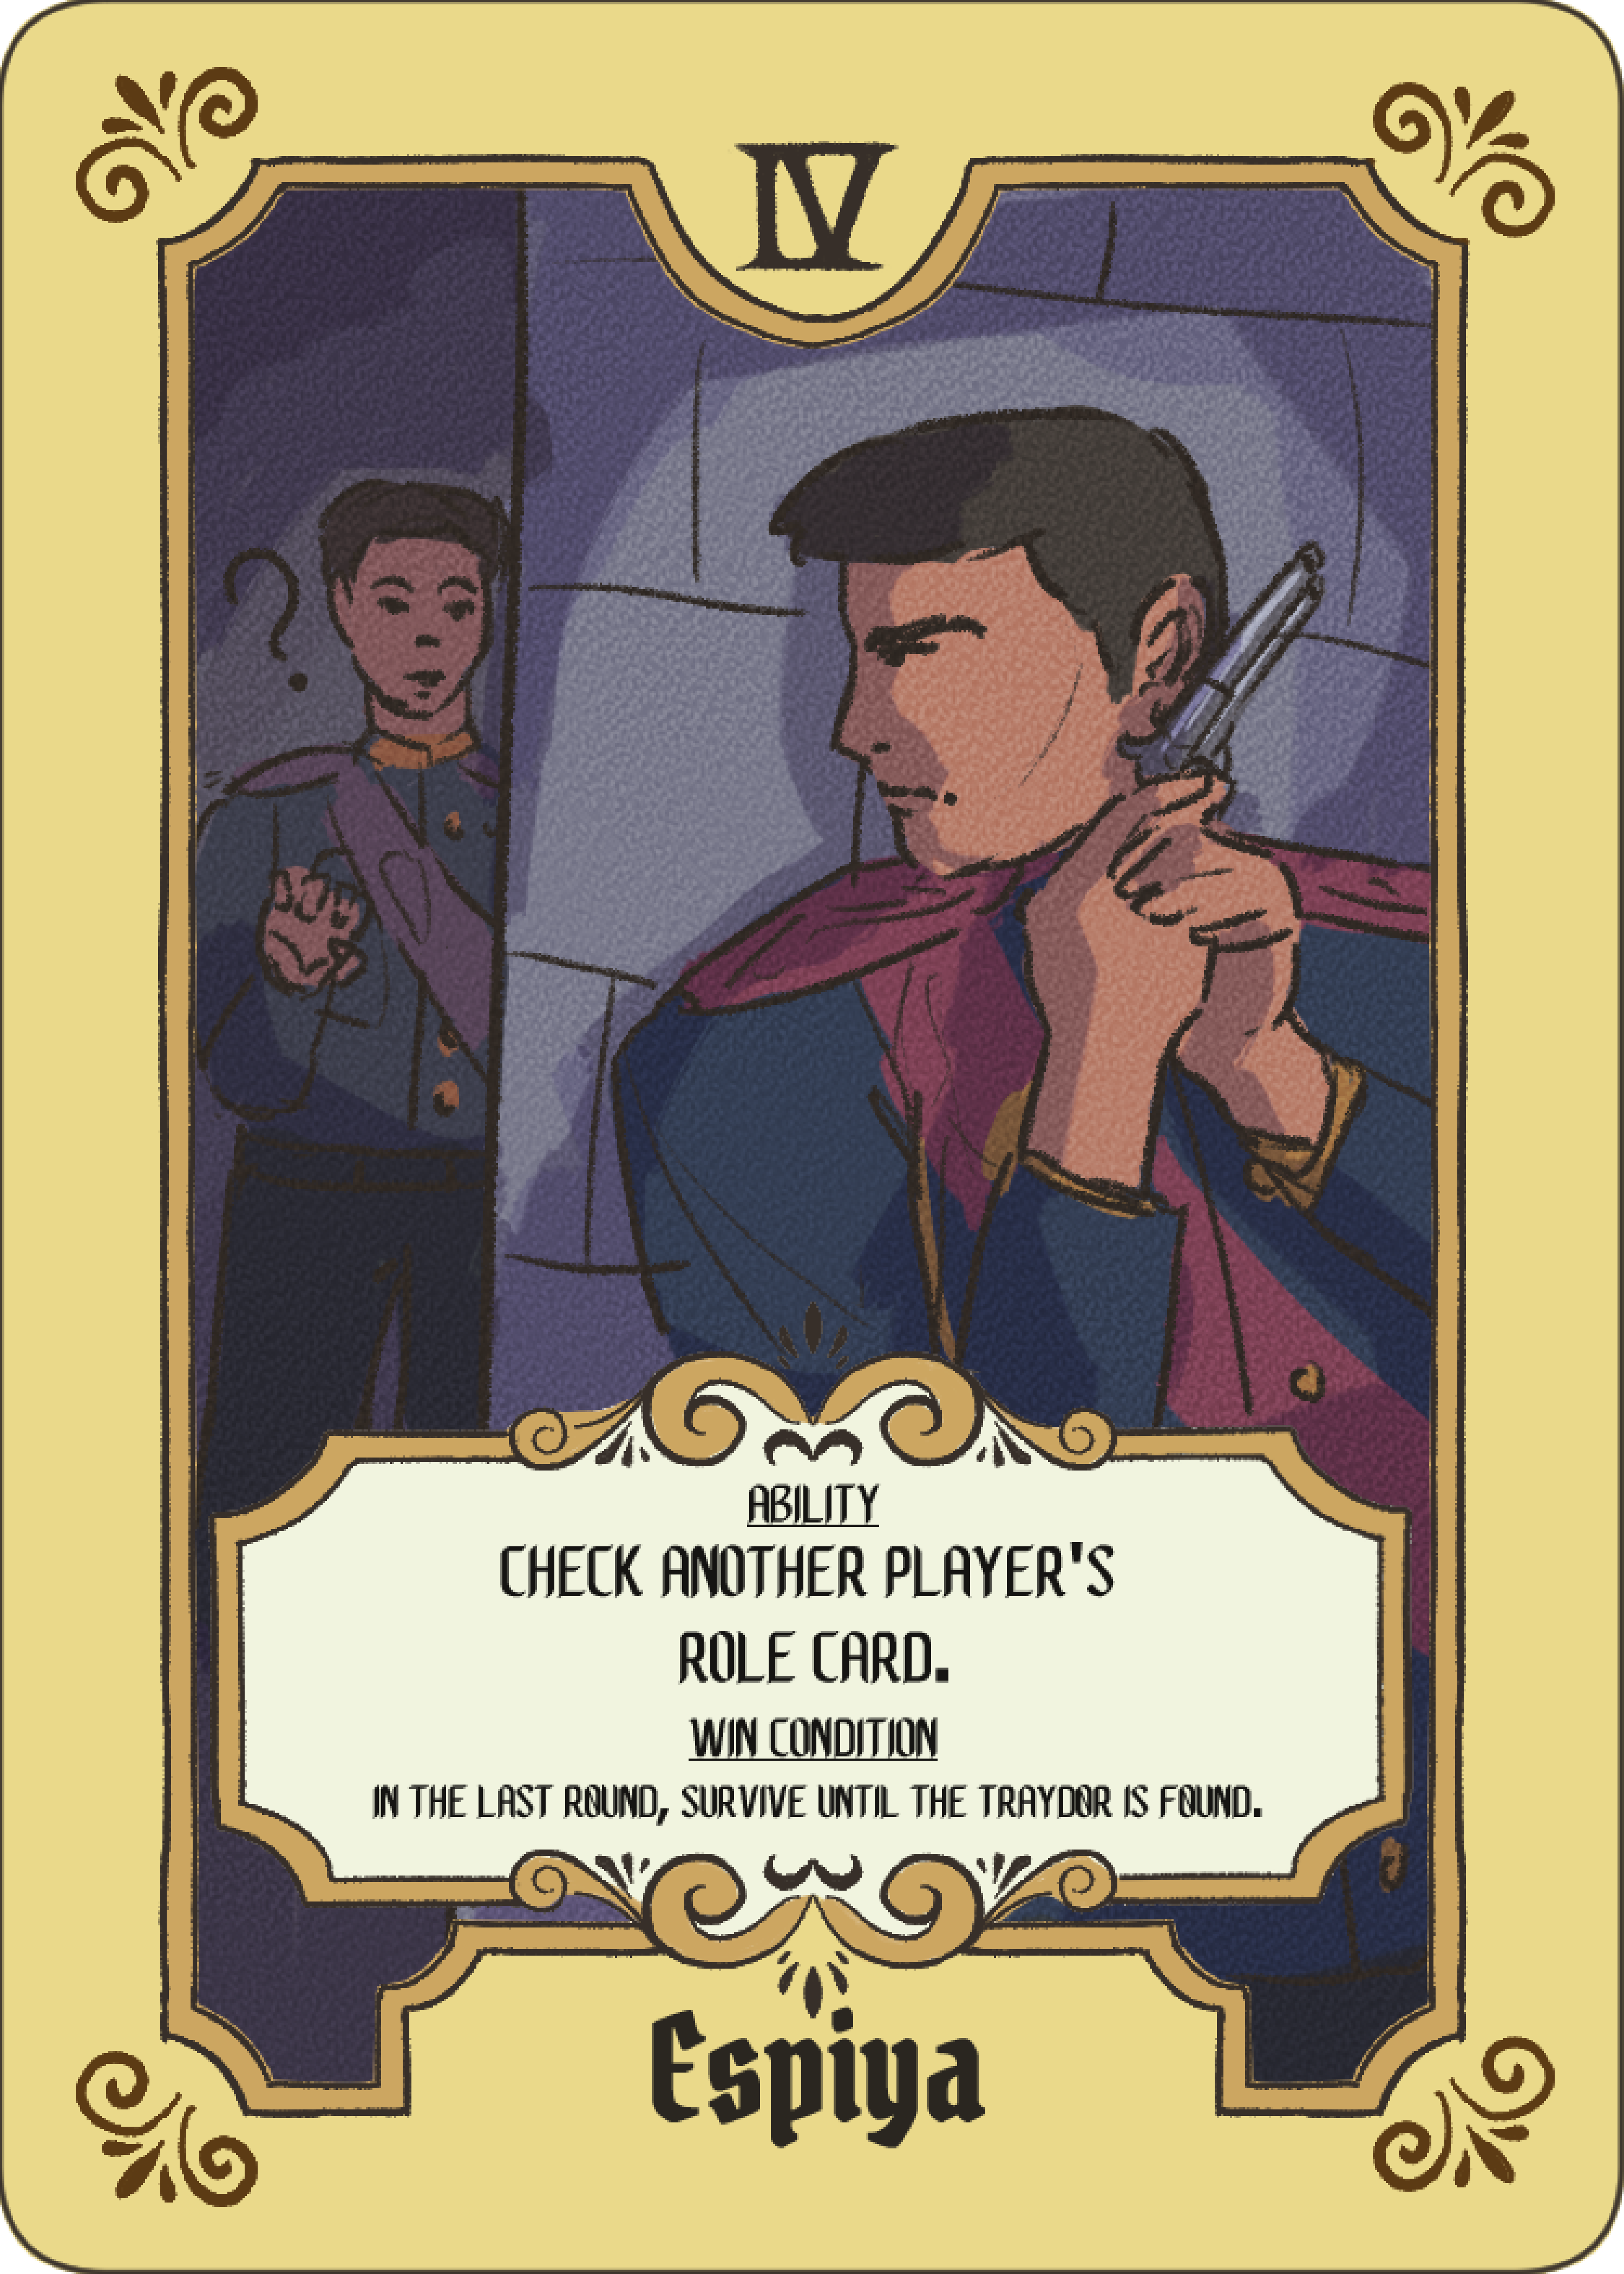 IV
?
ABILITY
CHECK ANOTHER PLAYER'S
ROLE CARD.
WIN CONDITION
IN THE LAST ROUND, SURVIVE UNTIL THE TRAYDOR IS FOUND.
Espiya